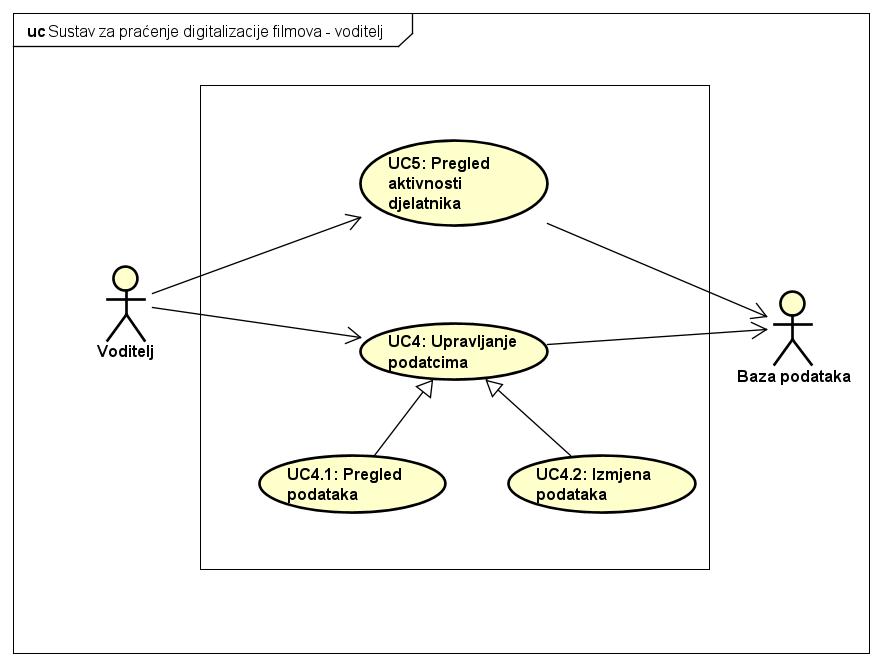 uc Sustav za praćenje digitalizacije filmova - voditelj
UC5: Pregled
aktivnosti
djelatnika
Voditelj
UC4: Upravljanje
podatcima
Baza podataka
UC4.1: Pregled
podataka
UC4.2: Izmjena
podataka